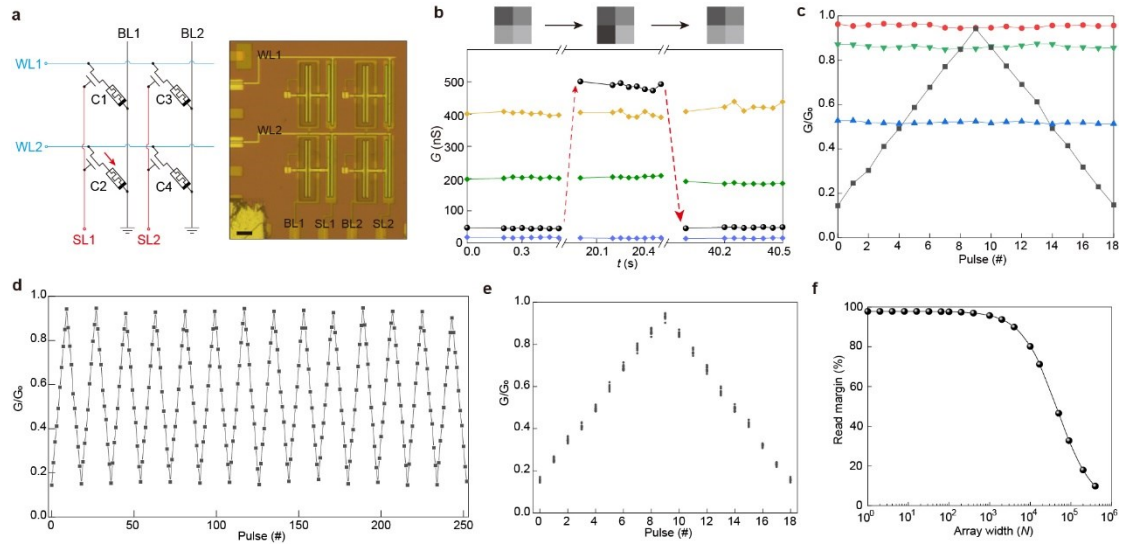 a
BL1 BL2
WL1
C1 C3
WL2
C2 C4
SL1 SL2
WL1
WL2
BL1 SL1 BL2 SL2
b
G (nS)
500
400
300
200
100
0
0.0 0.3 20.1 20.4 40.2 40.5
t (s)
c
G/G₀
1.0
0.8
0.6
0.4
0.2
0.0
0 2 4 6 8 10 12 14 16 18
Pulse (#)
d
G/G₀
1.0
0.8
0.6
0.4
0.2
0.0
0 50 100 150 200 250
Pulse (#)
e
G/G₀
1.0
0.8
0.6
0.4
0.2
0.0
0 2 4 6 8 10 12 14 16 18
Pulse (#)
f
Read margin (%)
100
80
60
40
20
0
10⁰ 10¹ 10² 10³ 10⁴ 10⁵ 10⁶
Array width (N)